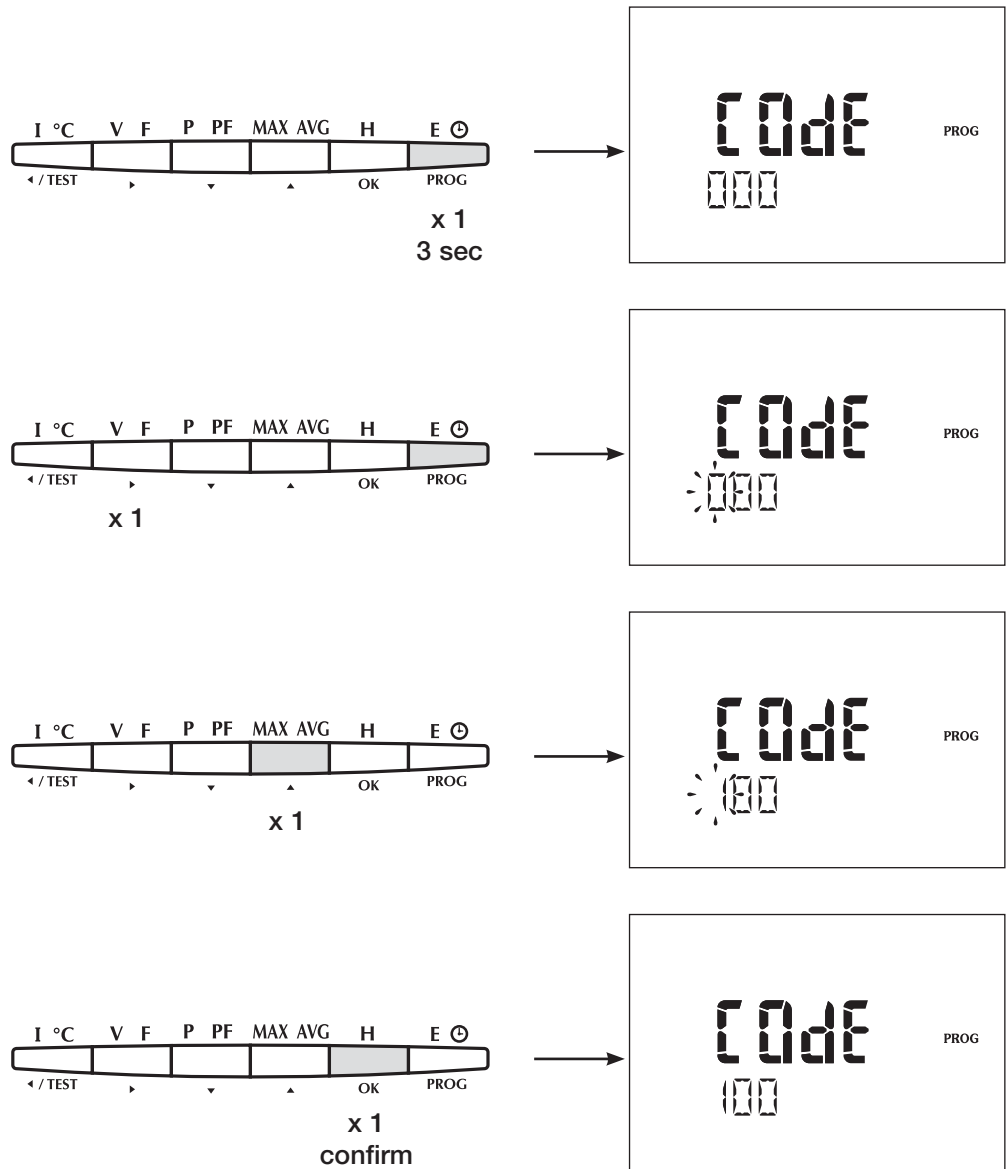 I °C V F P PF MAX AVG H E
CODE
PROG
/ TEST OK PROG
000
x 1
3 sec
I °C V F P PF MAX AVG H E
CODE
PROG
/ TEST OK PROG
000
x 1
I °C V F P PF MAX AVG H E
CODE
PROG
/ TEST OK PROG
100
x 1
I °C V F P PF MAX AVG H E
CODE
PROG
/ TEST OK PROG
100
x 1
confirm